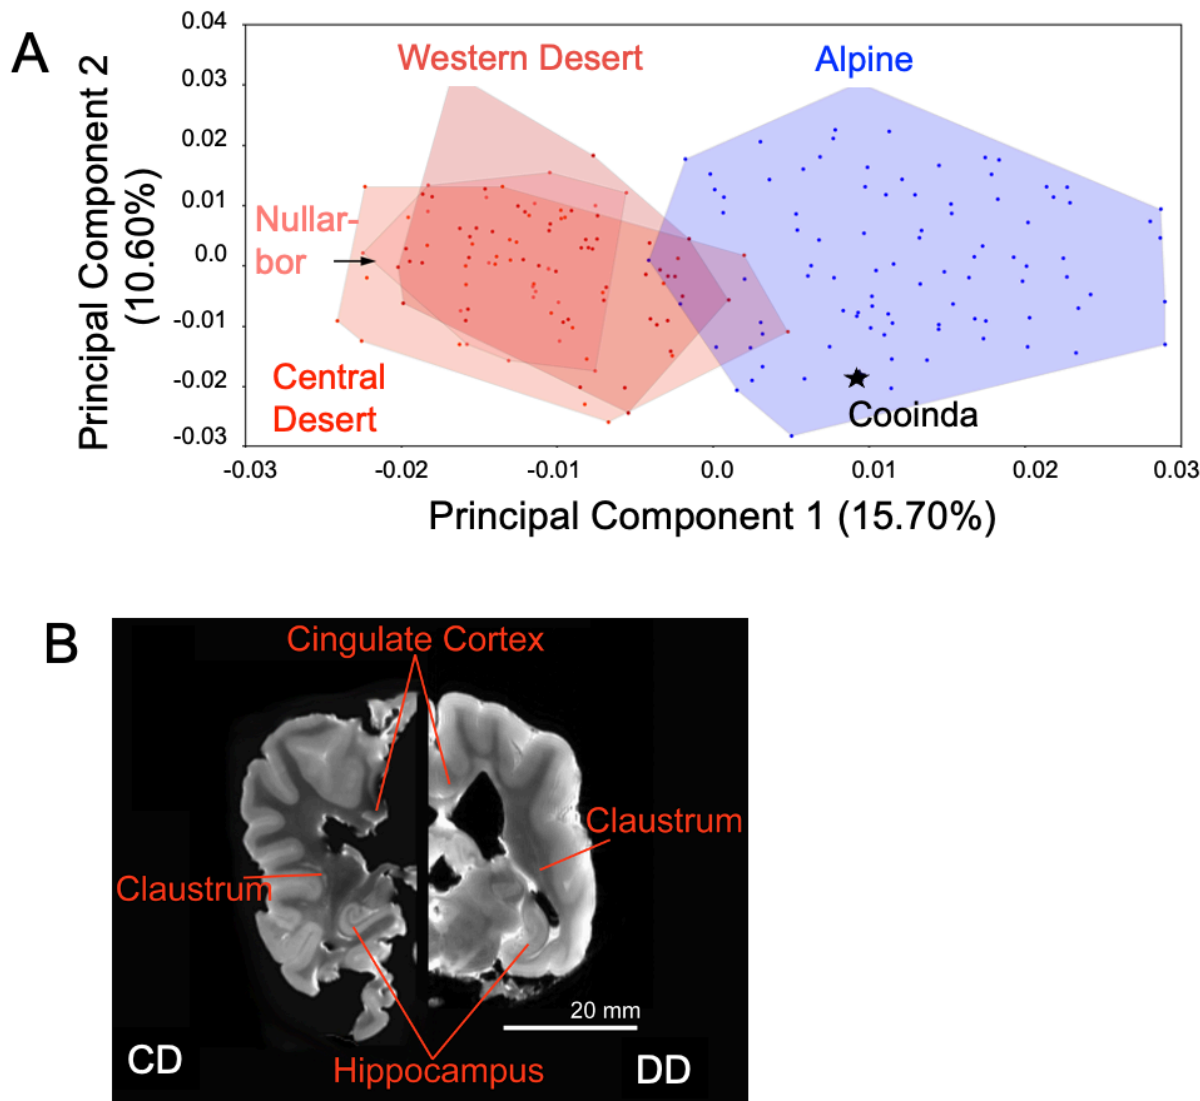 A
Principal Component 2
(10.60%)
0.04
0.03
0.02
0.01
0.0
-0.01
-0.02
-0.03
Western Desert
Alpine
Nullar-
bor
Central
Desert
Cooinda
-0.03
-0.02
-0.01
0.0
0.01
0.02
0.03
Principal Component 1 (15.70%)
B
Cingulate Cortex
Claustrum
Claustrum
20 mm
Hippocampus
CD
DD